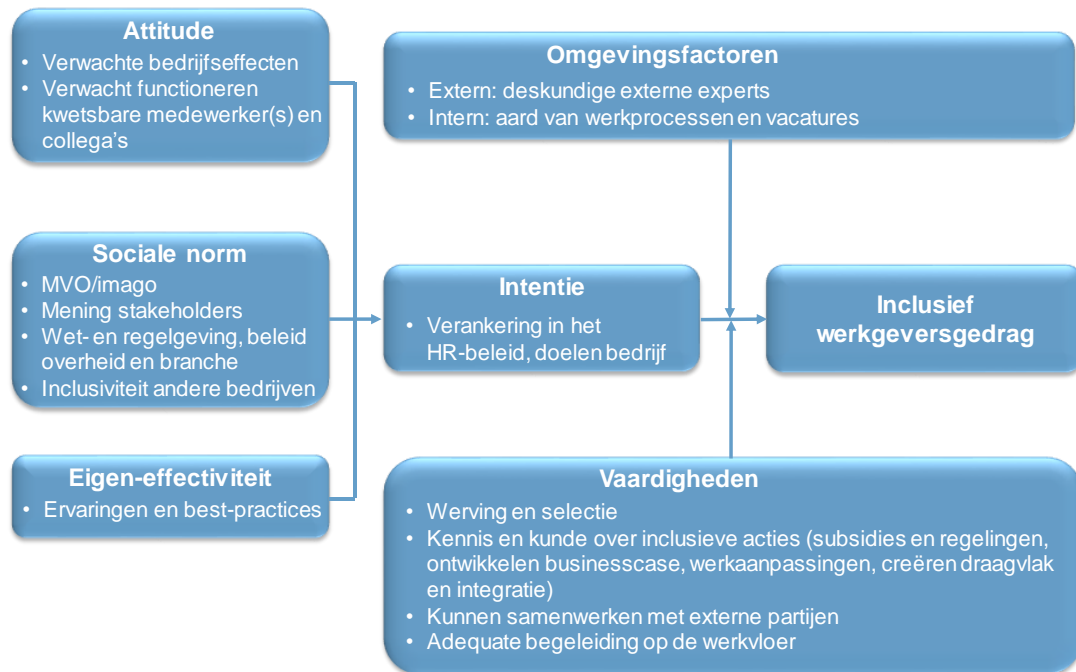 Attitude
• Verwachte bedrijfseffecten
• Verwacht functioneren
kwetsbare medewerker(s) en
collega's
Omgevingsfactoren
• Extern: deskundige externe experts
• Intern: aard van werkprocessen en vacatures
Sociale norm
• MVO/imago
• Mening stakeholders
• Wet- en regelgeving, beleid
overheid en branche
• Inclusiviteit andere bedrijven
Intentie
• Verankering in het
HR-beleid, doelen bedrijf
Inclusief
werkgeversgedrag
Eigen-effectiviteit
• Ervaringen en best-practices
Vaardigheden
• Werving en selectie
• Kennis en kunde over inclusieve acties (subsidies en regelingen,
ontwikkelen businesscase, werkaanpassingen, creëren draagvlak
en integratie)
• Kunnen samenwerken met externe partijen
• Adequate begeleiding op de werkvloer